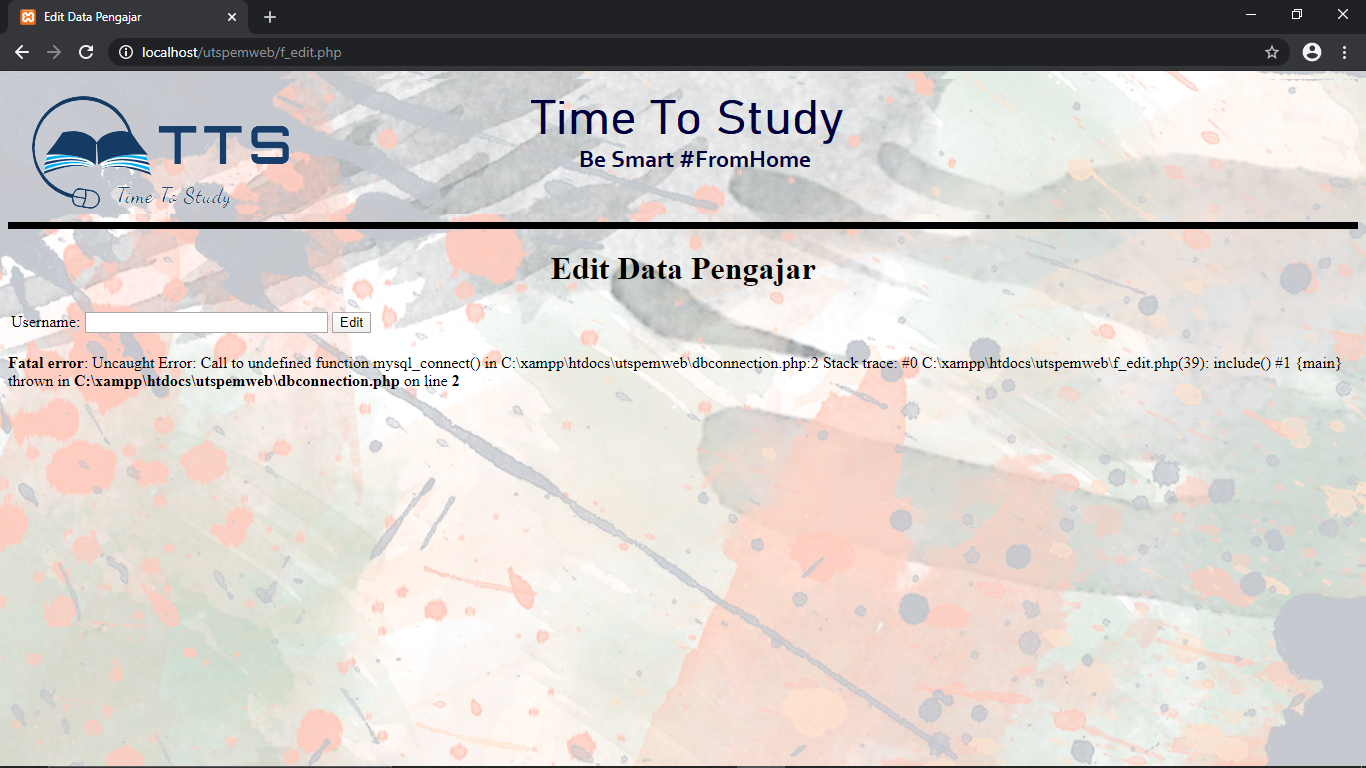 Edit Data Pengajar
localhost/utspemweb/f_edit.php
TTS
Time To Study
Time To Study
Be Smart #FromHome
Edit Data Pengajar
Username:
Edit
Fatal error: Uncaught Error: Call to undefined function mysql_connect() in C:\xampp\htdocs\utspemweb\dbconnection.php:2 Stack trace: #0 C:\xampp\htdocs\utspemweb\f_edit.php(39): include() #1 {main}
thrown in C:\xampp\htdocs\utspemweb\dbconnection.php on line 2